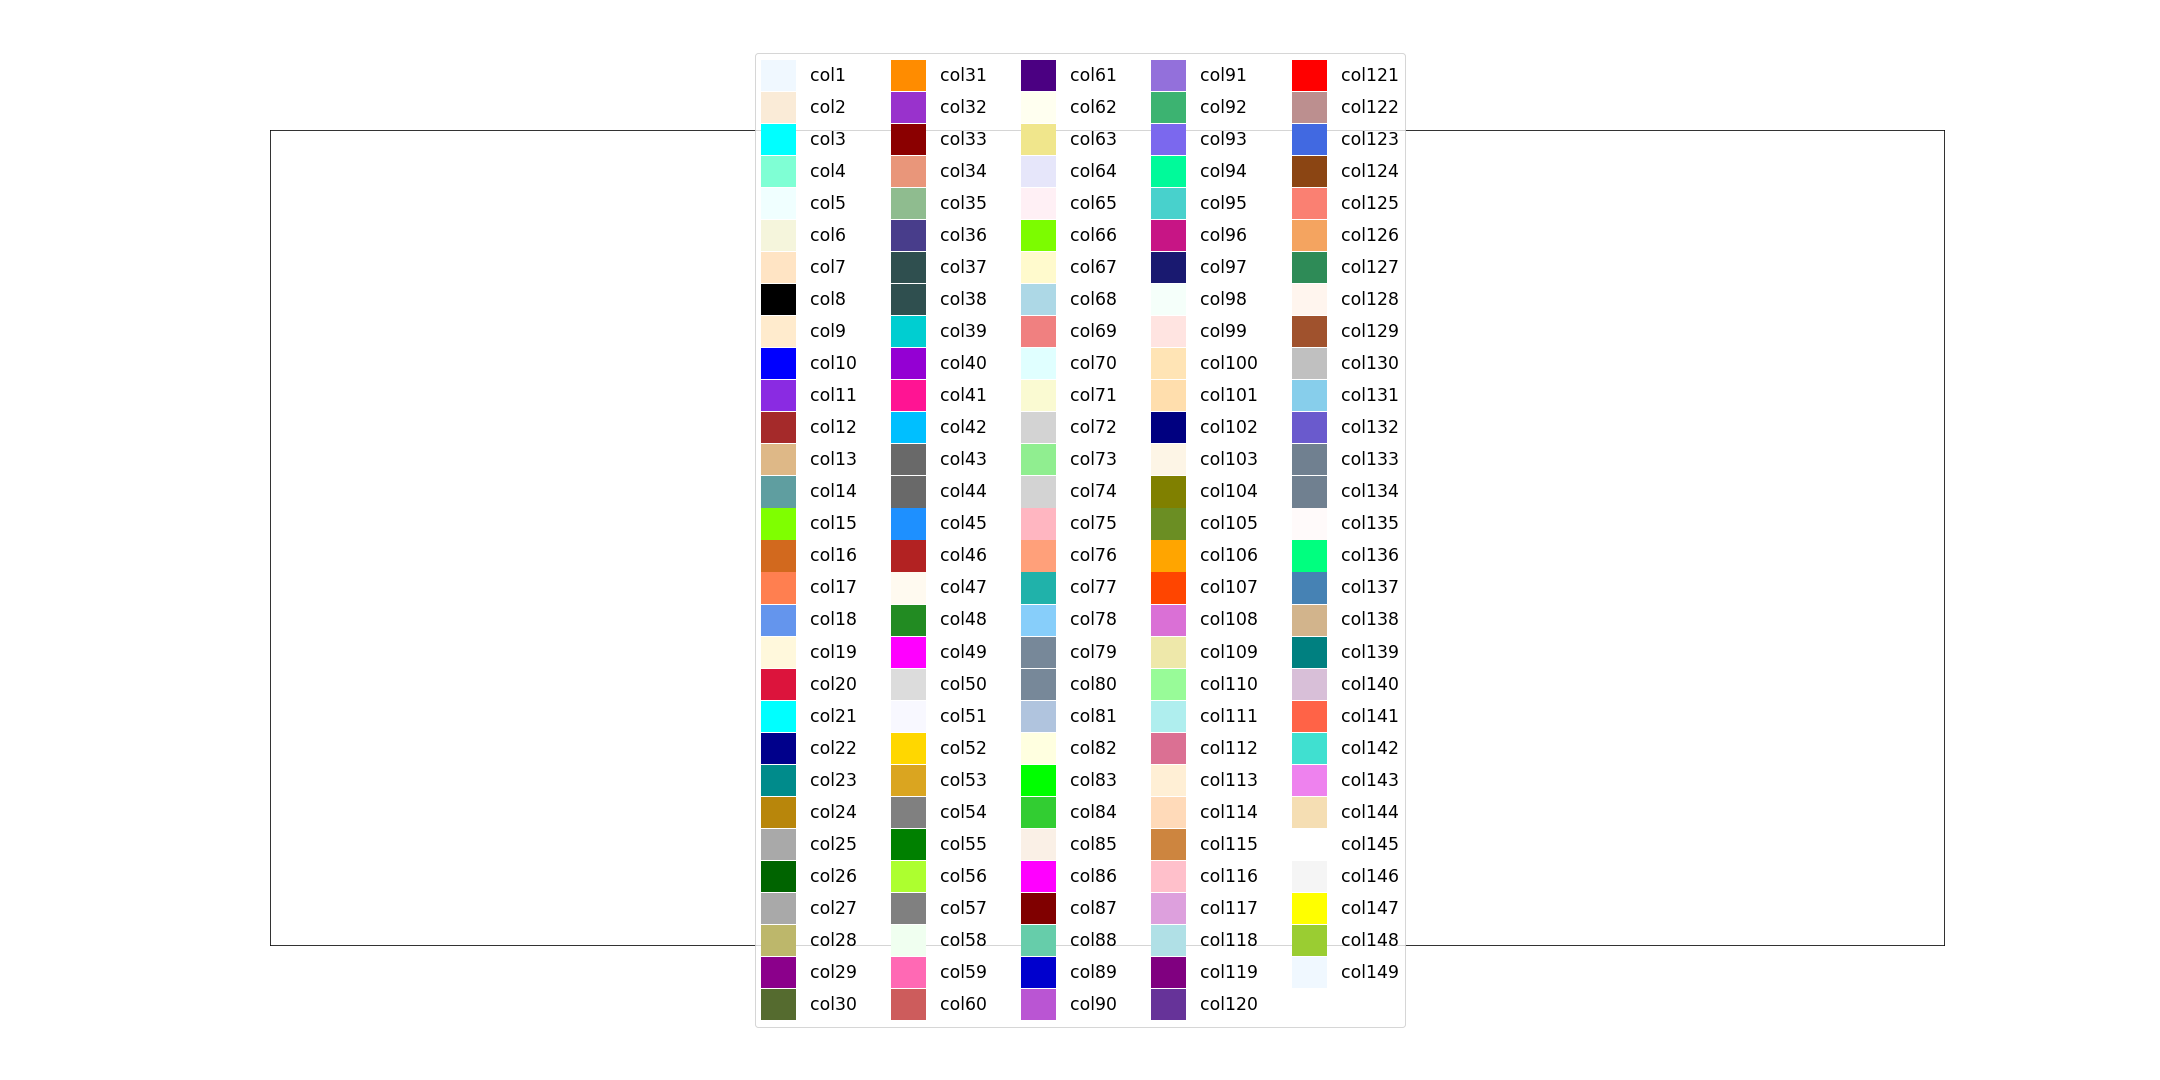 col1 col31 col61 col91 col121
col2 col32 col62 col92 col122
col3 col33 col63 col93 col123
col4 col34 col64 col94 col124
col5 col35 col65 col95 col125
col6 col36 col66 col96 col126
col7 col37 col67 col97 col127
col8 col38 col68 col98 col128
col9 col39 col69 col99 col129
col10 col40 col70 col100 col130
col11 col41 col71 col101 col131
col12 col42 col72 col102 col132
col13 col43 col73 col103 col133
col14 col44 col74 col104 col134
col15 col45 col75 col105 col135
col16 col46 col76 col106 col136
col17 col47 col77 col107 col137
col18 col48 col78 col108 col138
col19 col49 col79 col109 col139
col20 col50 col80 col110 col140
col21 col51 col81 col111 col141
col22 col52 col82 col112 col142
col23 col53 col83 col113 col143
col24 col54 col84 col114 col144
col25 col55 col85 col115 col145
col26 col56 col86 col116 col146
col27 col57 col87 col117 col147
col28 col58 col88 col118 col148
col29 col59 col89 col119 col149
col30 col60 col90 col120